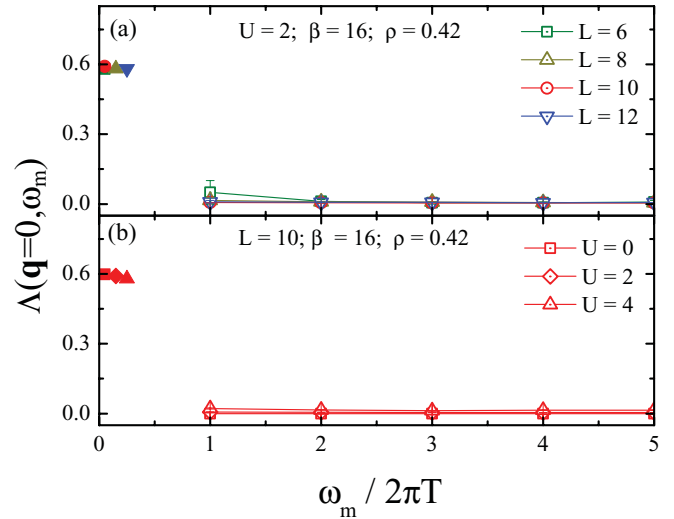 (a)
U = 2; β = 16; ρ = 0.42
L = 6
L = 8
L = 10
L = 12
0.6
0.3
0.0
(b)
L = 10; β = 16; ρ = 0.42
U = 0
U = 2
U = 4
0.6
0.3
0.0
Λ(q=0,ω_m)
0 1 2 3 4 5
ω_m / 2πT